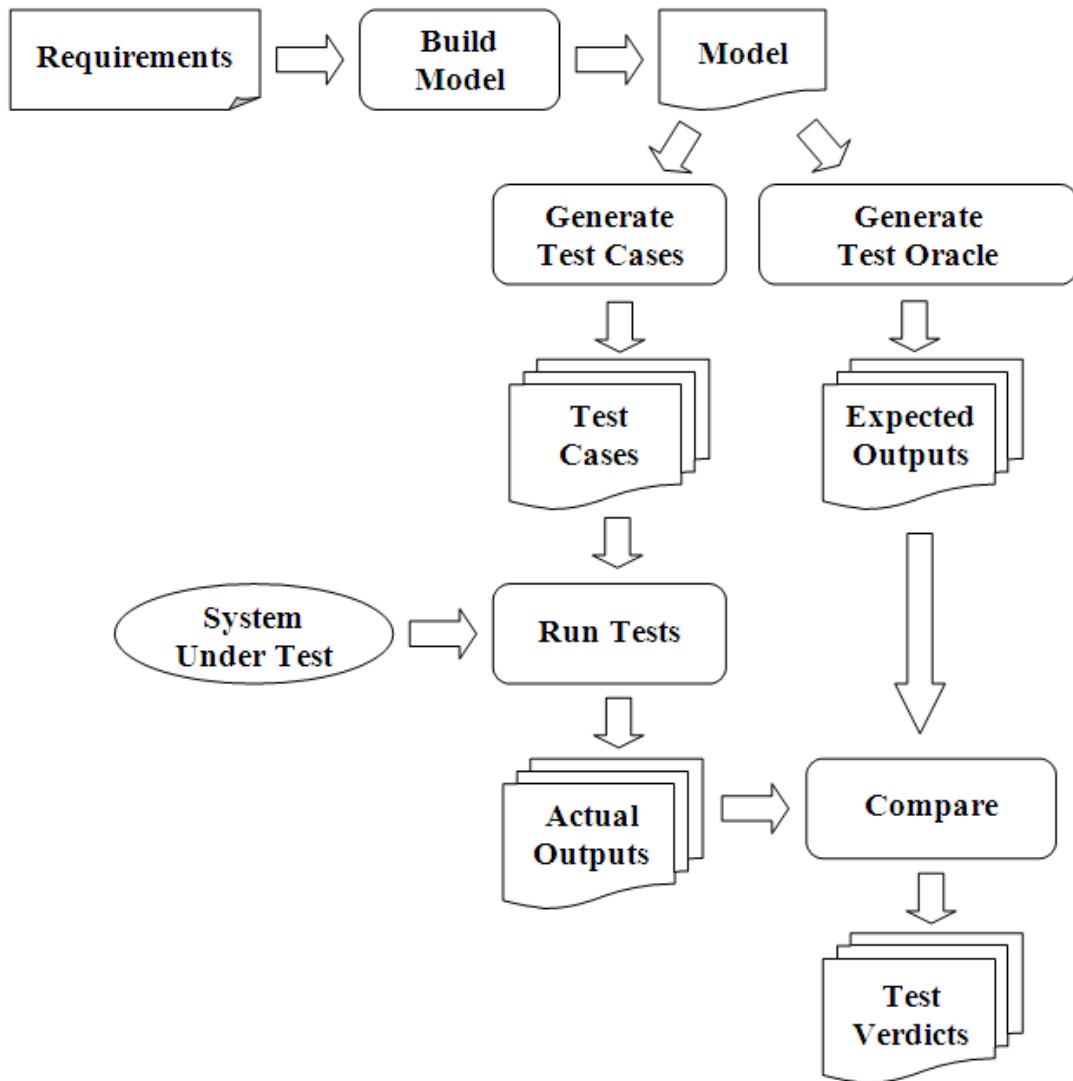 Requirements
Build
Model
Model
Generate
Test Cases
Generate
Test Oracle
Test
Cases
Expected
Outputs
System
Under Test
Run Tests
Actual
Outputs
Compare
Test
Verdicts